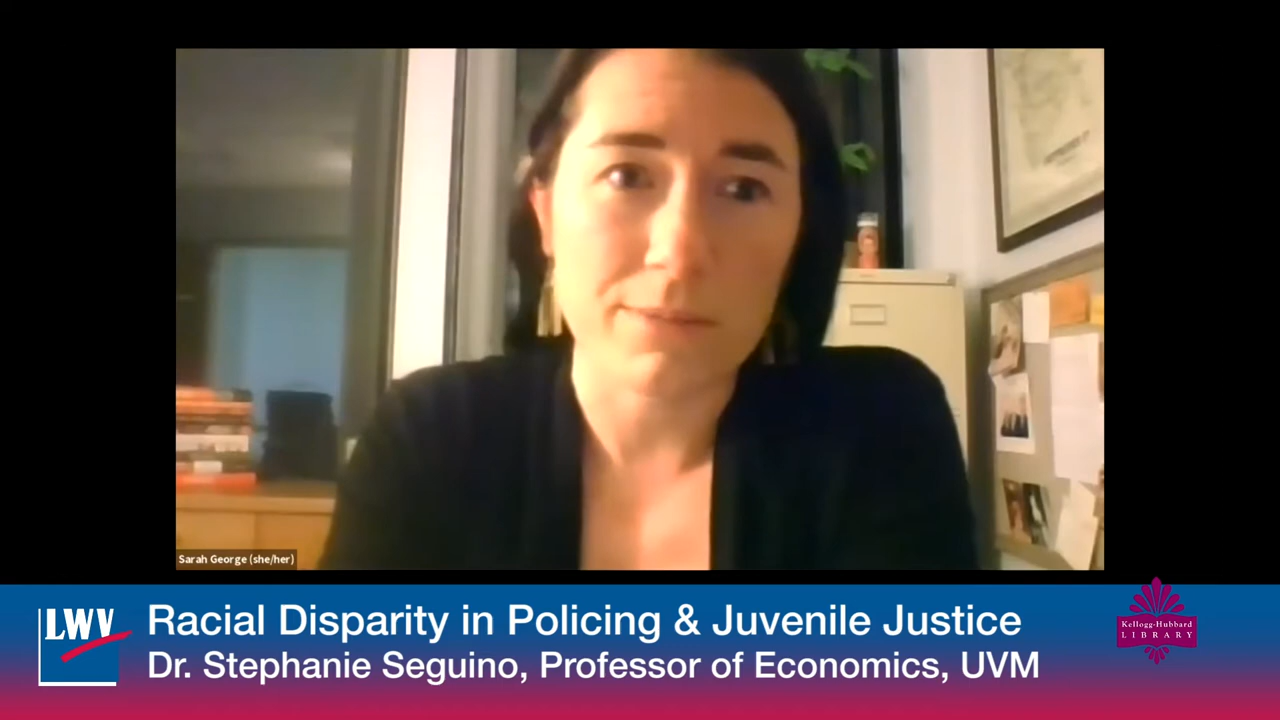 Sarah George (she/her)
LWV
Racial Disparity in Policing & Juvenile Justice
Dr. Stephanie Seguino, Professor of Economics, UVM
Kellogg-Hubbard
LIBRARY